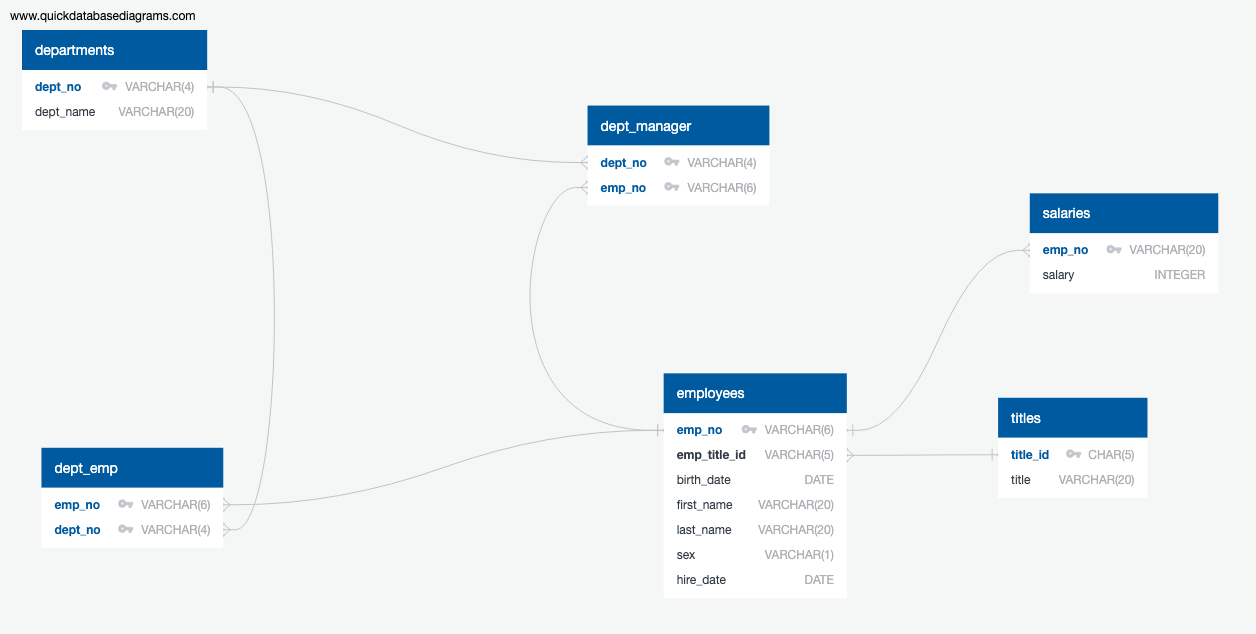 www.quickdatabasediagrams.com
departments
dept_no VARCHAR(4)
dept_name VARCHAR(20)
dept_manager
dept_no VARCHAR(4)
emp_no VARCHAR(6)
salaries
emp_no VARCHAR(20)
salary INTEGER
employees
emp_no VARCHAR(6)
emp_title_id VARCHAR(5)
birth_date DATE
first_name VARCHAR(20)
last_name VARCHAR(20)
sex VARCHAR(1)
hire_date DATE
titles
title_id CHAR(5)
title VARCHAR(20)
dept_emp
emp_no VARCHAR(6)
dept_no VARCHAR(4)